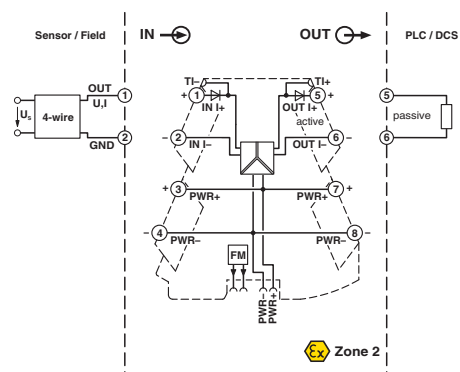 Sensor / Field
IN
OUT
PLC / DCS
TI–
TI+
OUT
U,I
1
+
1
IN I+
5
+
OUT I+
active
5
Us
4-wire
passive
GND
2
–
2
IN I–
OUT I–
6
–
6
+
3
PWR+
PWR+
7
+
–
4
PWR–
PWR–
8
–
FM
PWR–
PWR+
Ex
Zone 2